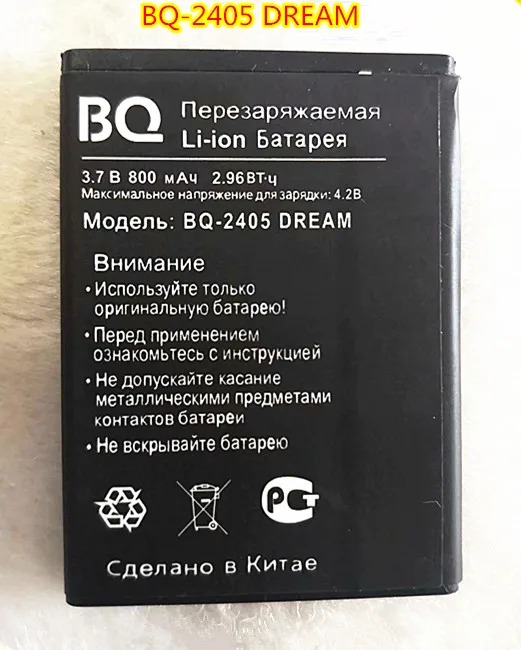 BQ-2405 DREAM
BQ
Перезаряжаемая
Li-ion Батарея
3.7 В 800 мАч 2.96Вт·ч
Максимальное напряжение для зарядки: 4.2В
Модель: BQ-2405 DREAM
Внимание
• Используйте только
оригинальную батарею!
• Перед применением
ознакомьтесь с инструкцией
• Не допускайте касание
металлическими предметами
контактов батареи
• Не вскрывайте батарею
РСТ
Сделано в Китае